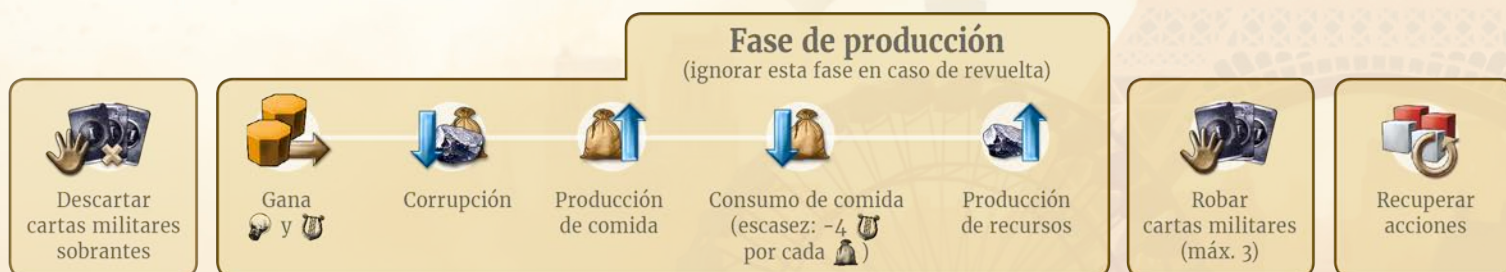 Fase de producción
(ignorar esta fase en caso de revuelta)
Descartar
cartas militares
sobrantes
Gana
y
Corrupción
Producción
de comida
Consumo de comida
(escasez: -4
por cada )
Producción
de recursos
Robar
cartas militares
(máx. 3)
Recuperar
acciones